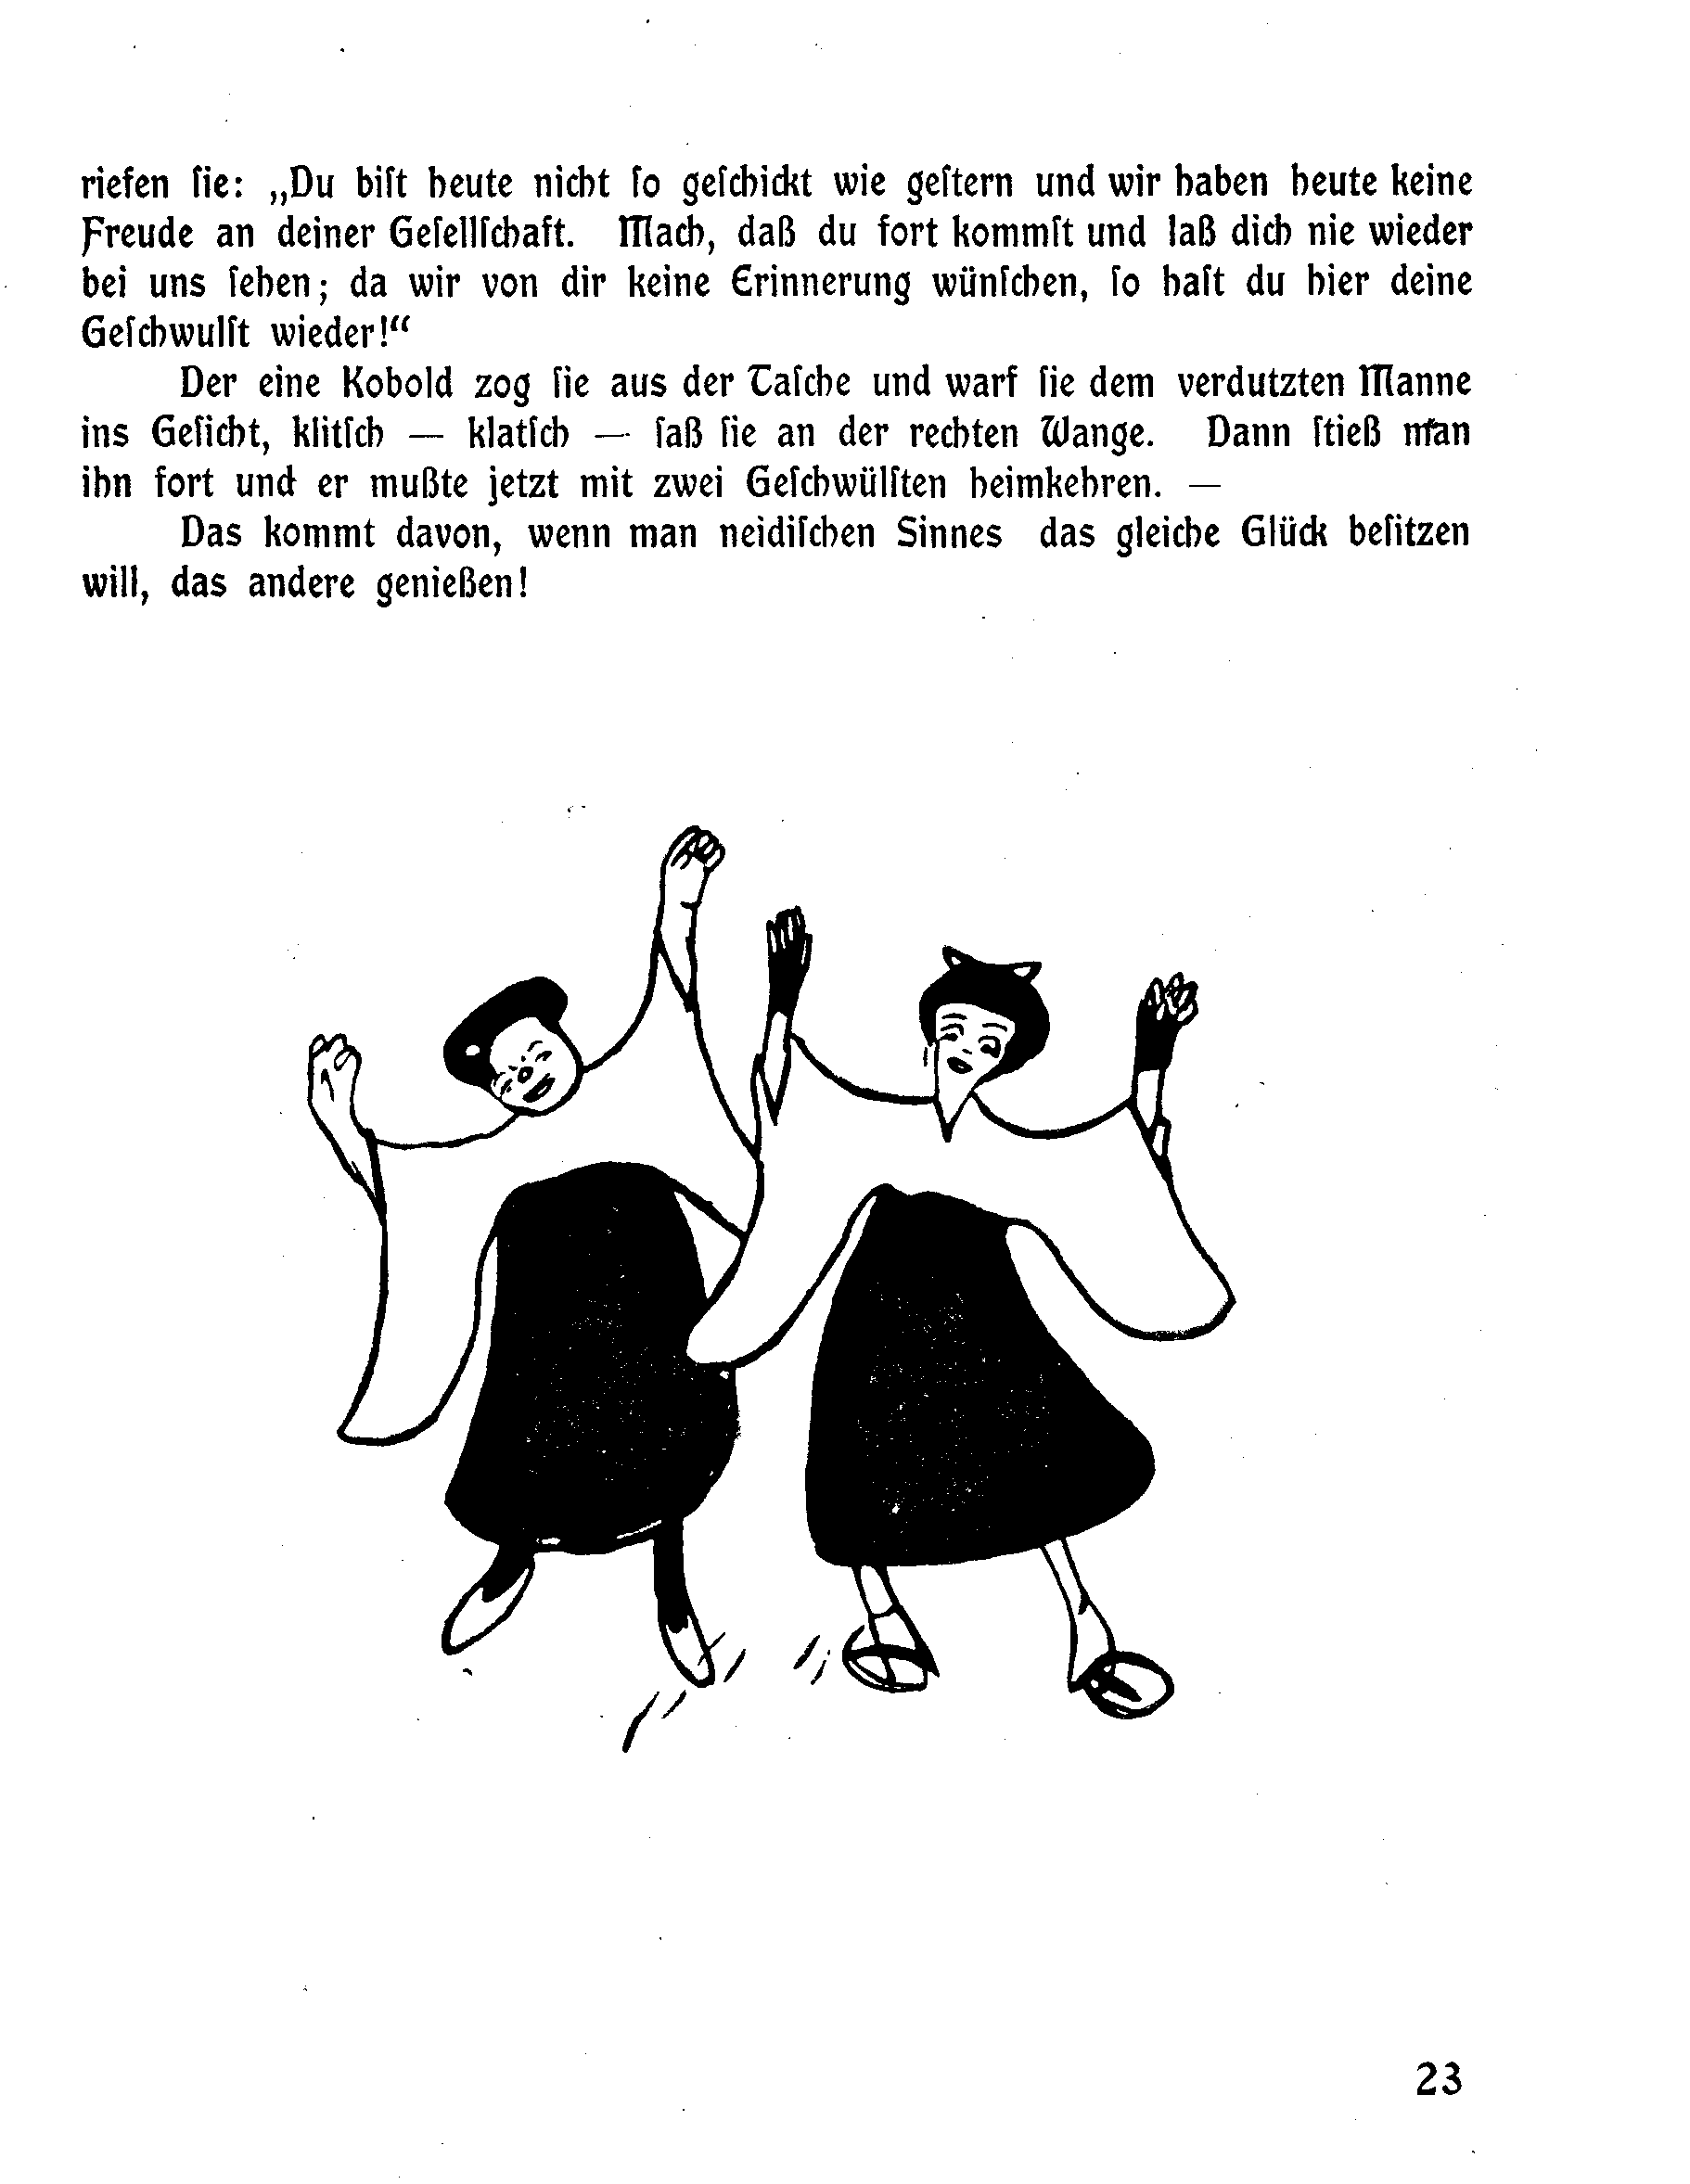 riefen ſie: „Du biſt heute nicht ſo geſchickt wie geſtern und wir haben heute keine
Freude an deiner Geſellſchaft. Mach, daß du fort kommſt und laß dich nie wieder
bei uns ſehen; da wir von dir keine Erinnerung wünſchen, ſo haſt du hier deine
Geſchwulſt wieder!“
Der eine Kobold zog ſie aus der Taſche und warf ſie dem verdutzten Manne
ins Geſicht, klitſch — klatſch — ſaß ſie an der rechten Wange. Dann ſtieß man
ihn fort und er mußte jetzt mit zwei Geſchwülſten heimkehren. —
Das kommt davon, wenn man neidiſchen Sinnes das gleiche Glück beſitzen
will, das andere genießen!
23